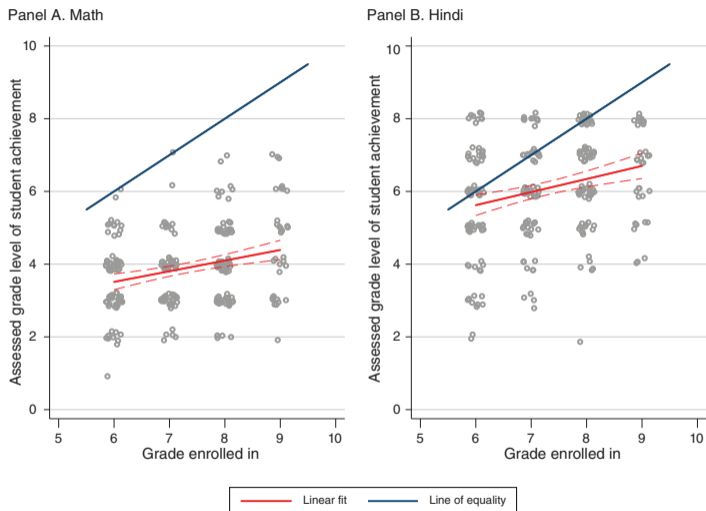 Panel A. Math
Assessed grade level of student achievement
10
8
6
4
2
0
5 6 7 8 9 10
Grade enrolled in
Panel B. Hindi
Assessed grade level of student achievement
10
8
6
4
2
0
5 6 7 8 9 10
Grade enrolled in
Linear fit Line of equality